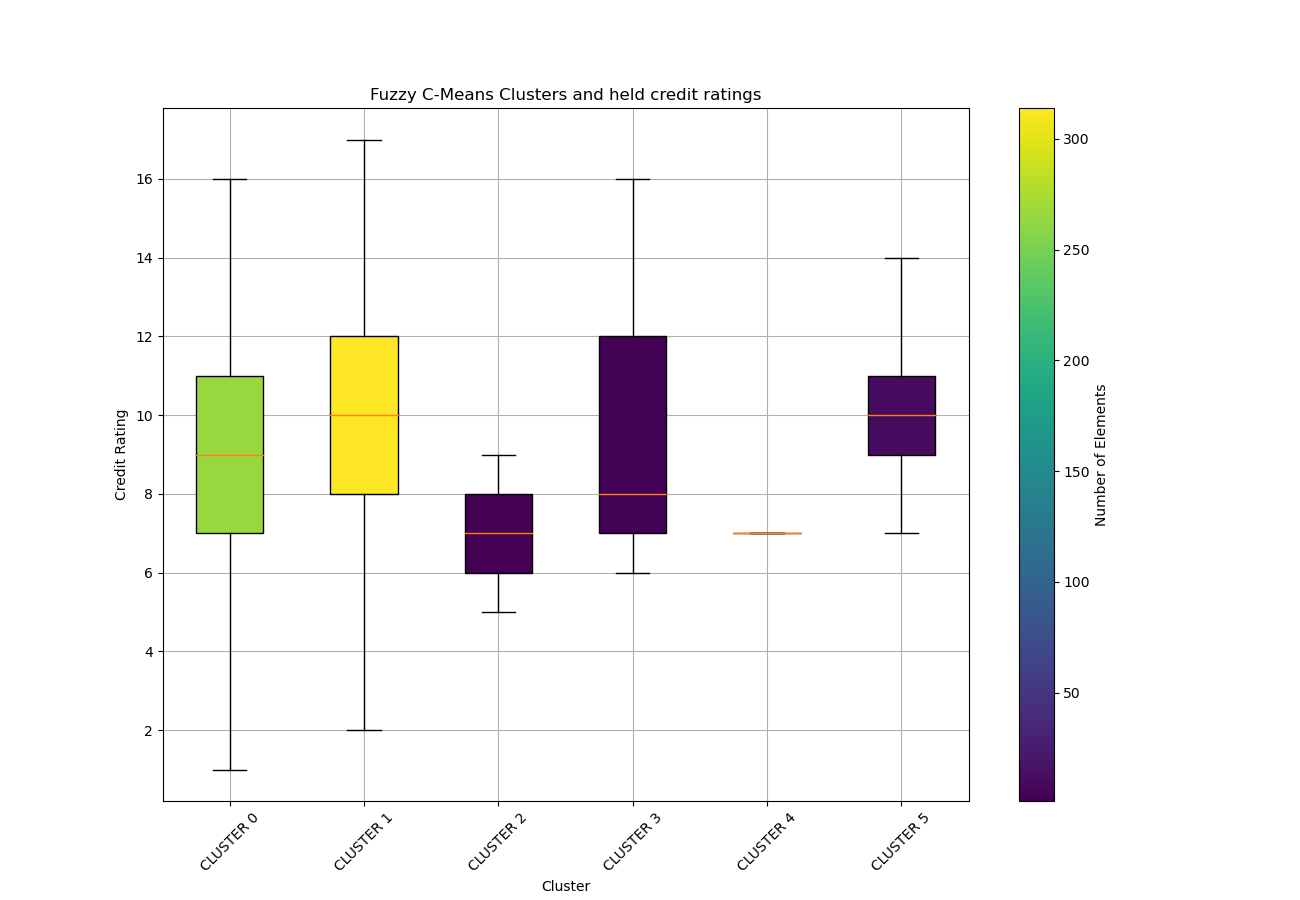 Fuzzy C-Means Clusters and held credit ratings
16
14
12
10
8
6
4
2
Credit Rating
CLUSTER 0
CLUSTER 1
CLUSTER 2
CLUSTER 3
CLUSTER 4
CLUSTER 5
Cluster
300
250
200
150
100
50
Number of Elements